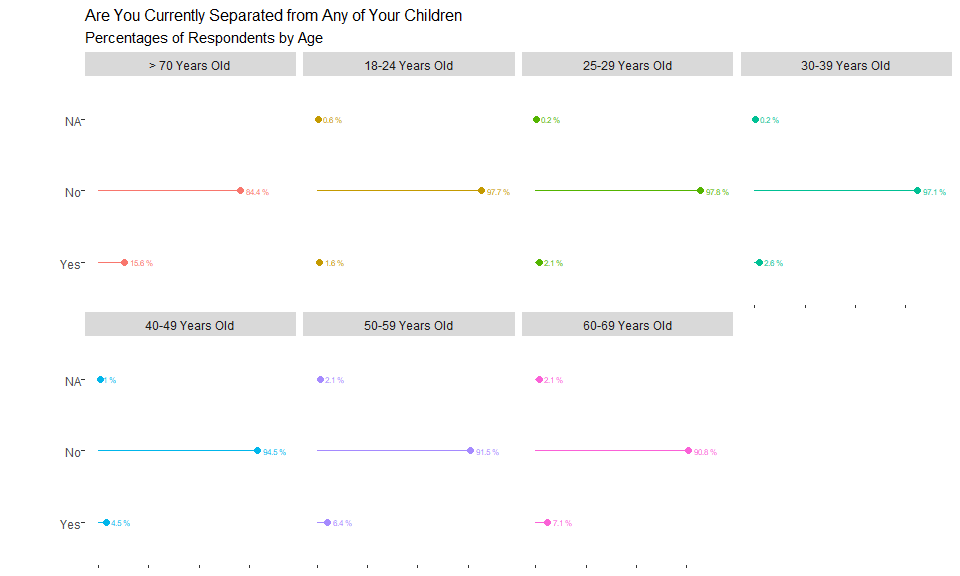 Are You Currently Separated from Any of Your Children
Percentages of Respondents by Age
> 70 Years Old
18-24 Years Old
25-29 Years Old
30-39 Years Old
NA
0.6 %
0.2 %
0.2 %
No
84.4 %
97.7 %
97.8 %
97.1 %
Yes
15.6 %
1.6 %
2.1 %
2.6 %
40-49 Years Old
50-59 Years Old
60-69 Years Old
NA
1 %
2.1 %
2.1 %
No
94.5 %
91.5 %
90.8 %
Yes
4.5 %
6.4 %
7.1 %